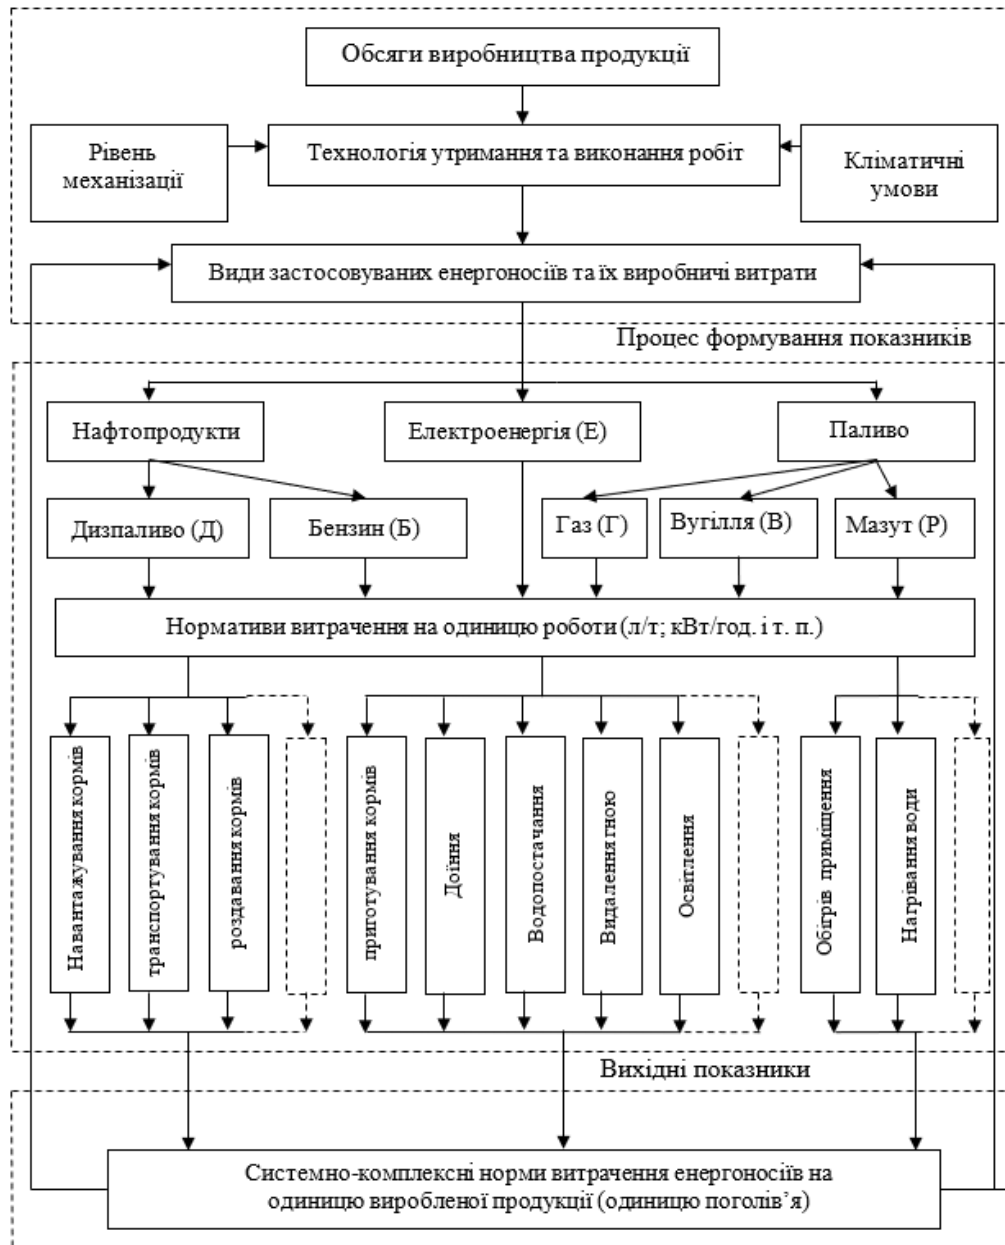 Обсяги виробництва продукції
Рівень
механізації
Технологія утримання та виконання робіт
Кліматичні
умови
Види застосовуваних енергоносіїв та їх виробничі витрати
Процес формування показників
Нафтопродукти
Електроенергія (Е)
Паливо
Дизпаливо (Д)
Бензин (Б)
Газ (Г)
Вугілля (В)
Мазут (Р)
Нормативи витрачення на одиницю роботи (л/т; кВт/год. і т. п.)
Навантажування кормів
транспортування кормів
роздавання кормів
приготування кормів
Доїння
Водопостачання
Видалення гною
Освітлення
Обігрів приміщення
Нагрівання води
Вихідні показники
Системно-комплексні норми витрачення енергоносіїв на
одиницю виробленої продукції (одиницю поголів’я)